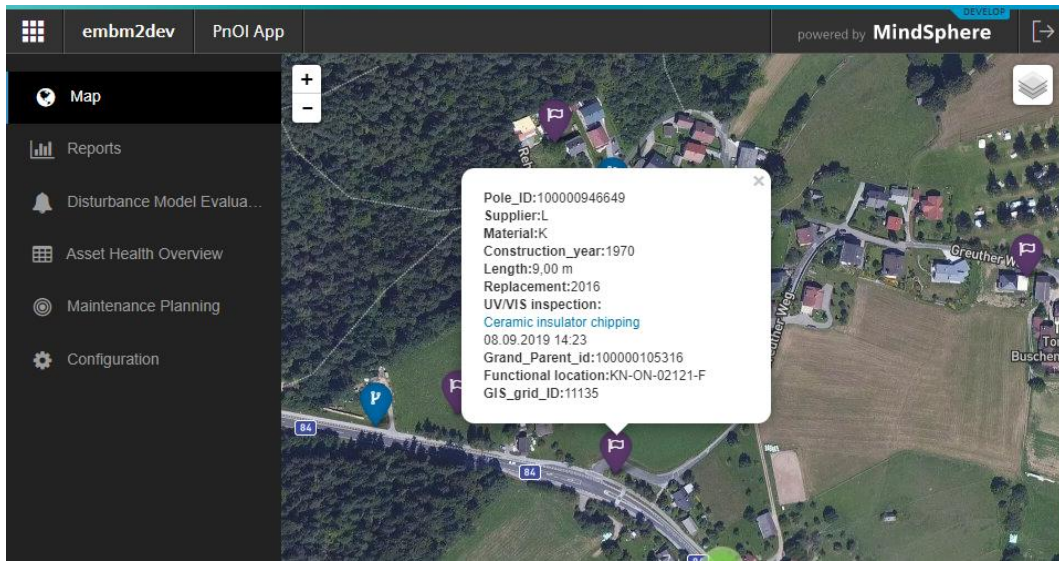 DEVELOP
embm2dev PnOI App powered by MindSphere
Map
Reports
Disturbance Model Evalua...
Asset Health Overview
Maintenance Planning
Configuration
+
−
×
Pole_ID:100000946649
Supplier:L
Material:K
Construction_year:1970
Length:9,00 m
Replacement:2016
UV/VIS inspection:
Ceramic insulator chipping
08.09.2019 14:23
Grand_Parent_id:100000105316
Functional location:KN-ON-02121-F
GIS_grid_ID:11135
Greuther W
Greuther Weg
Buschen
84
84
84